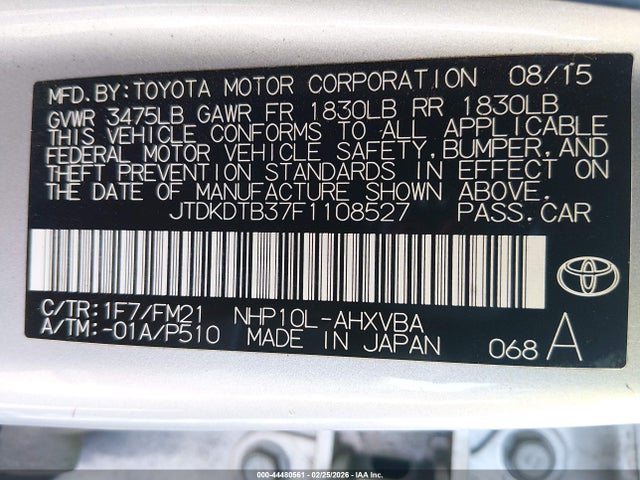 MFD. BY: TOYOTA MOTOR CORPORATION 08/15
GVWR 3475LB GAWR FR 1830LB RR 1830LB
THIS VEHICLE CONFORMS TO ALL APPLICABLE
FEDERAL MOTOR VEHICLE SAFETY, BUMPER, AND
THEFT PREVENTION STANDARDS IN EFFECT ON
THE DATE OF MANUFACTURE SHOWN ABOVE.
JTDKDTB37F1108527 PASS. CAR
C/TR: 1F7/FM21 NHP10L-AHXVBA
A/TM: -01A/P510 MADE IN JAPAN 068 A
000-44480561 - 02/25/2026 - IAA Inc.